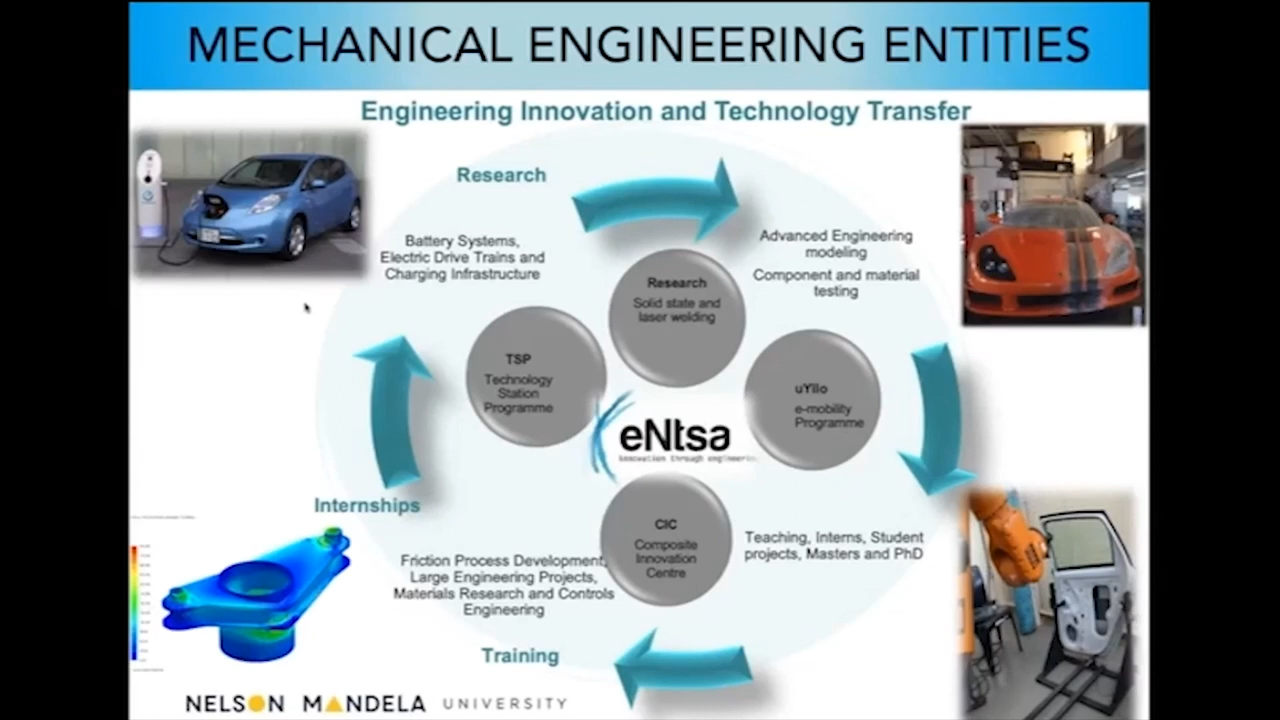 MECHANICAL ENGINEERING ENTITIES
Engineering Innovation and Technology Transfer
Research
Battery Systems,
Electric Drive Trains and
Charging Infrastructure
Advanced Engineering
modeling
Component and material
testing
Research
Solid state and
laser welding
TSP
Technology
Station
Programme
uYilo
e-mobility
Programme
eNtsa
innovation through engineering
CIC
Composite
Innovation
Centre
Teaching, Interns, Student
projects, Masters and PhD
Internships
Friction Process Development,
Large Engineering Projects,
Materials Research and Controls
Engineering
Training
NELSON MANDELA UNIVERSITY